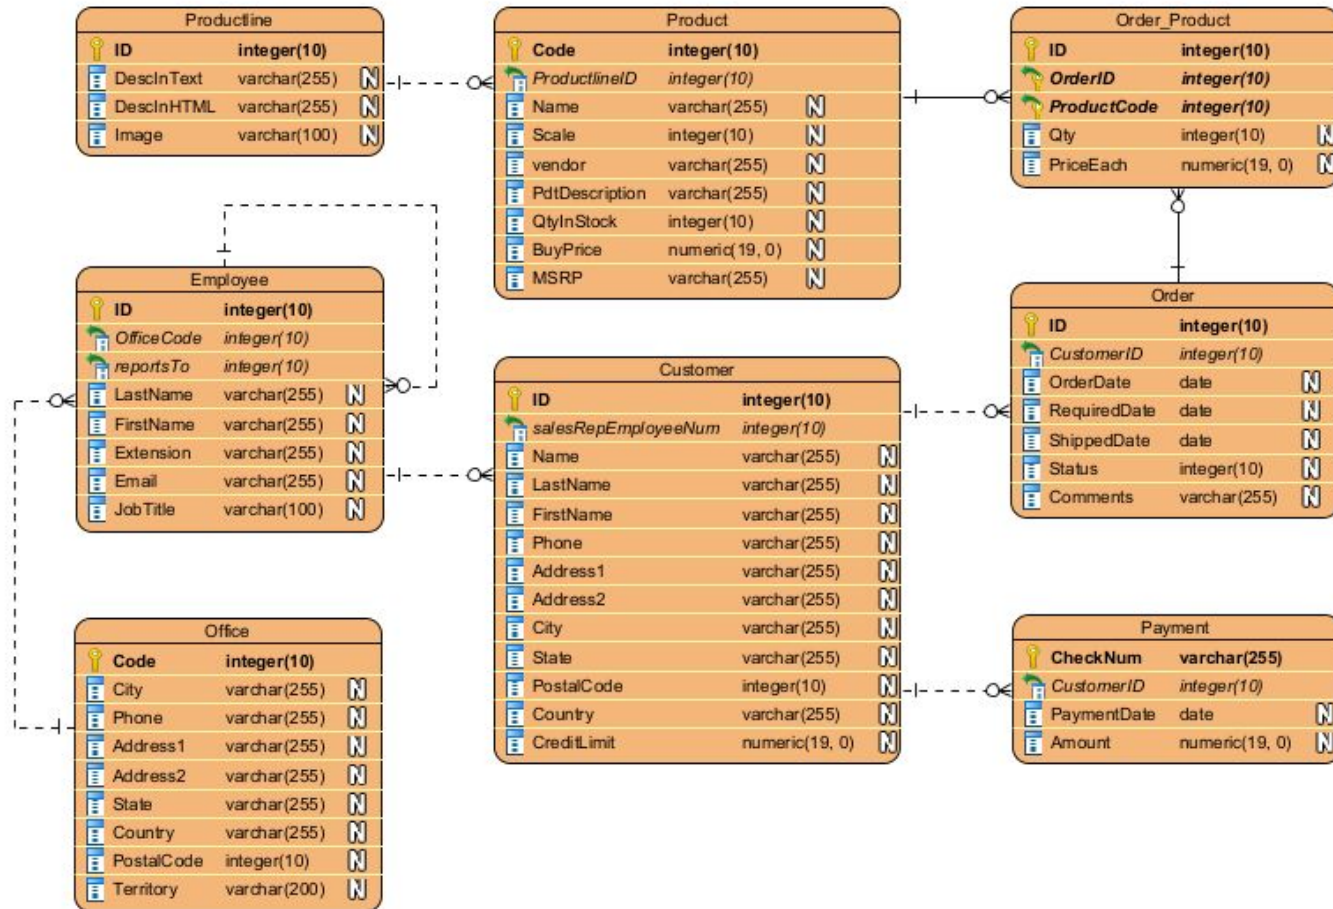 Productline
ID integer(10)
DescInText varchar(255) N
DescInHTML varchar(255) N
Image varchar(100) N
Product
Code integer(10)
ProductlineID integer(10)
Name varchar(255) N
Scale integer(10) N
vendor varchar(255) N
PdtDescription varchar(255) N
QtyInStock integer(10) N
BuyPrice numeric(19, 0) N
MSRP varchar(255) N
Order_Product
ID integer(10)
OrderID integer(10)
ProductCode integer(10)
Qty integer(10) N
PriceEach numeric(19, 0) N
Employee
ID integer(10)
OfficeCode integer(10)
reportsTo integer(10)
LastName varchar(255) N
FirstName varchar(255) N
Extension varchar(255) N
Email varchar(255) N
JobTitle varchar(100) N
Customer
ID integer(10)
salesRepEmployeeNum integer(10)
Name varchar(255) N
LastName varchar(255) N
FirstName varchar(255) N
Phone varchar(255) N
Address1 varchar(255) N
Address2 varchar(255) N
City varchar(255) N
State varchar(255) N
PostalCode integer(10) N
Country varchar(255) N
CreditLimit numeric(19, 0) N
Order
ID integer(10)
CustomerID integer(10)
OrderDate date N
RequiredDate date N
ShippedDate date N
Status integer(10) N
Comments varchar(255) N
Office
Code integer(10)
City varchar(255) N
Phone varchar(255) N
Address1 varchar(255) N
Address2 varchar(255) N
State varchar(255) N
Country varchar(255) N
PostalCode integer(10) N
Territory varchar(200) N
Payment
CheckNum varchar(255)
CustomerID integer(10)
PaymentDate date N
Amount numeric(19, 0) N